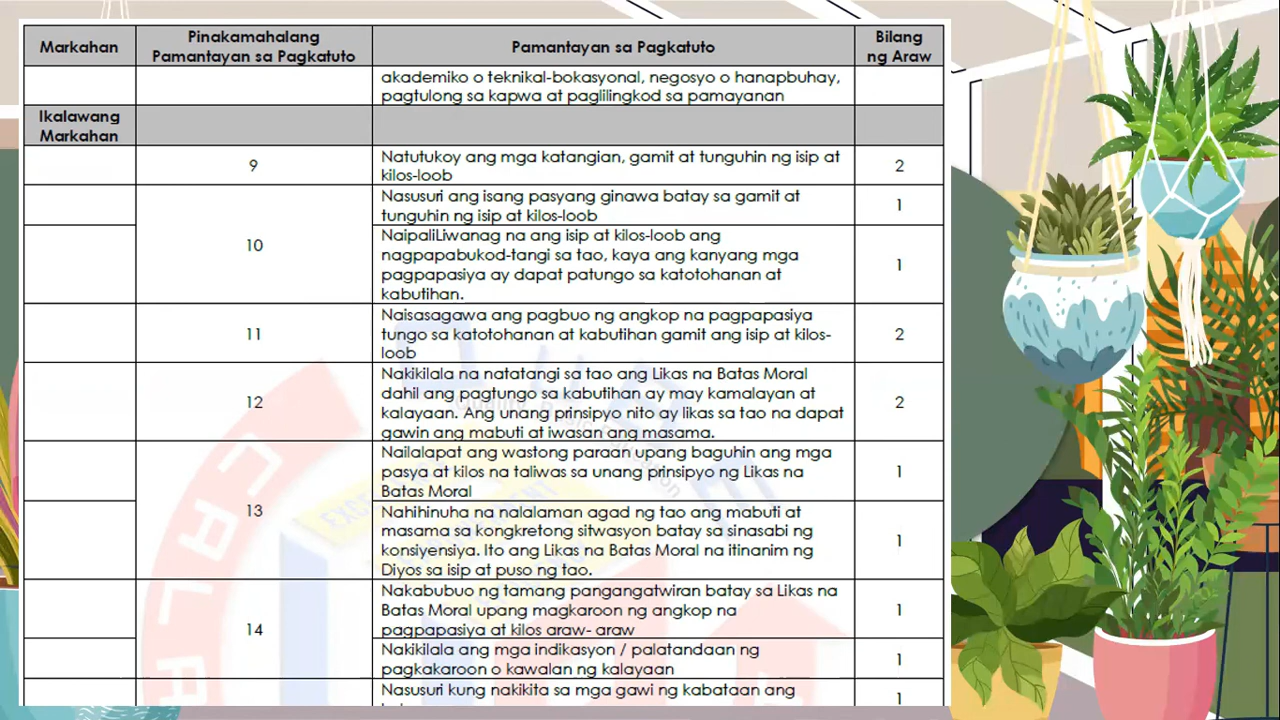 Markahan
Pinakamahalang
Pamantayan sa Pagkatuto
Pamantayan sa Pagkatuto
Bilang
ng Araw
akademiko o teknikal-bokasyonal, negosyo o hanapbuhay,
pagtulong sa kapwa at paglilingkod sa pamayanan
Ikalawang
Markahan
9
Natutukoy ang mga katangian, gamit at tunguhin ng isip at
kilos-loob
2
10
Nasusuri ang isang pasyang ginawa batay sa gamit at
tunguhin ng isip at kilos-loob
1
NaipaliLiwanag na ang isip at kilos-loob ang
nagpapabukod-tangi sa tao, kaya ang kanyang mga
pagpapasiya ay dapat patungo sa katotohanan at
kabutihan.
1
11
Naisasagawa ang pagbuo ng angkop na pagpapasiya
tungo sa katotohanan at kabutihan gamit ang isip at kilos-
loob
2
12
Nakikilala na natatangi sa tao ang Likas na Batas Moral
dahil ang pagtungo sa kabutihan ay may kamalayan at
kalayaan. Ang unang prinsipyo nito ay likas sa tao na dapat
gawin ang mabuti at iwasan ang masama.
2
13
Nailalapat ang wastong paraan upang baguhin ang mga
pasya at kilos na taliwas sa unang prinsipyo ng Likas na
Batas Moral
1
Nahihinuha na nalalaman agad ng tao ang mabuti at
masama sa kongkretong sitwasyon batay sa sinasabi ng
konsiyensiya. Ito ang Likas na Batas Moral na itinanim ng
Diyos sa isip at puso ng tao.
1
14
Nakabubuo ng tamang pangangatwiran batay sa Likas na
Batas Moral upang magkaroon ng angkop na
pagpapasiya at kilos araw- araw
1
Nakikilala ang mga indikasyon / palatandaan ng
pagkakaroon o kawalan ng kalayaan
1
Nasusuri kung nakikita sa mga gawi ng kabataan ang
1